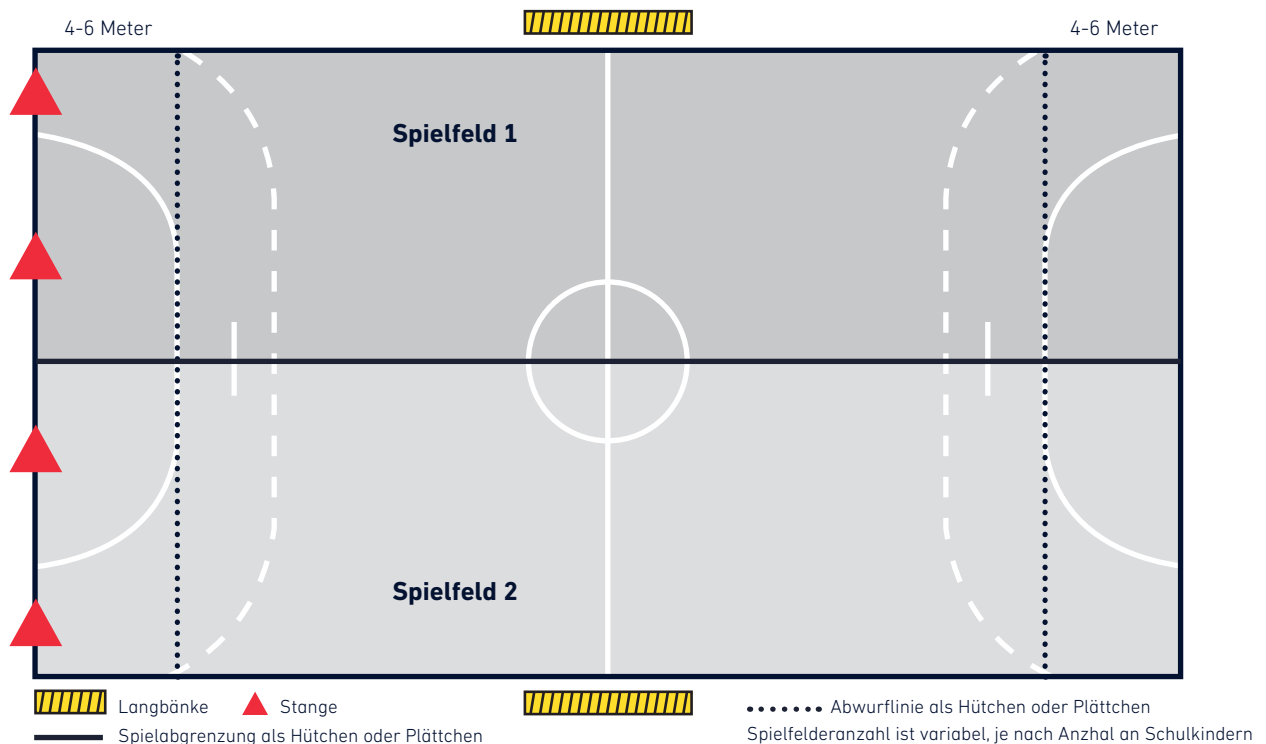 4-6 Meter
4-6 Meter
Spielfeld 1
Spielfeld 2
Langbänke
Stange
Abwurflinie als Hütchen oder Plättchen
Spielabgrenzung als Hütchen oder Plättchen
Spielfelderanzahl ist variabel, je nach Anzhal an Schulkindern